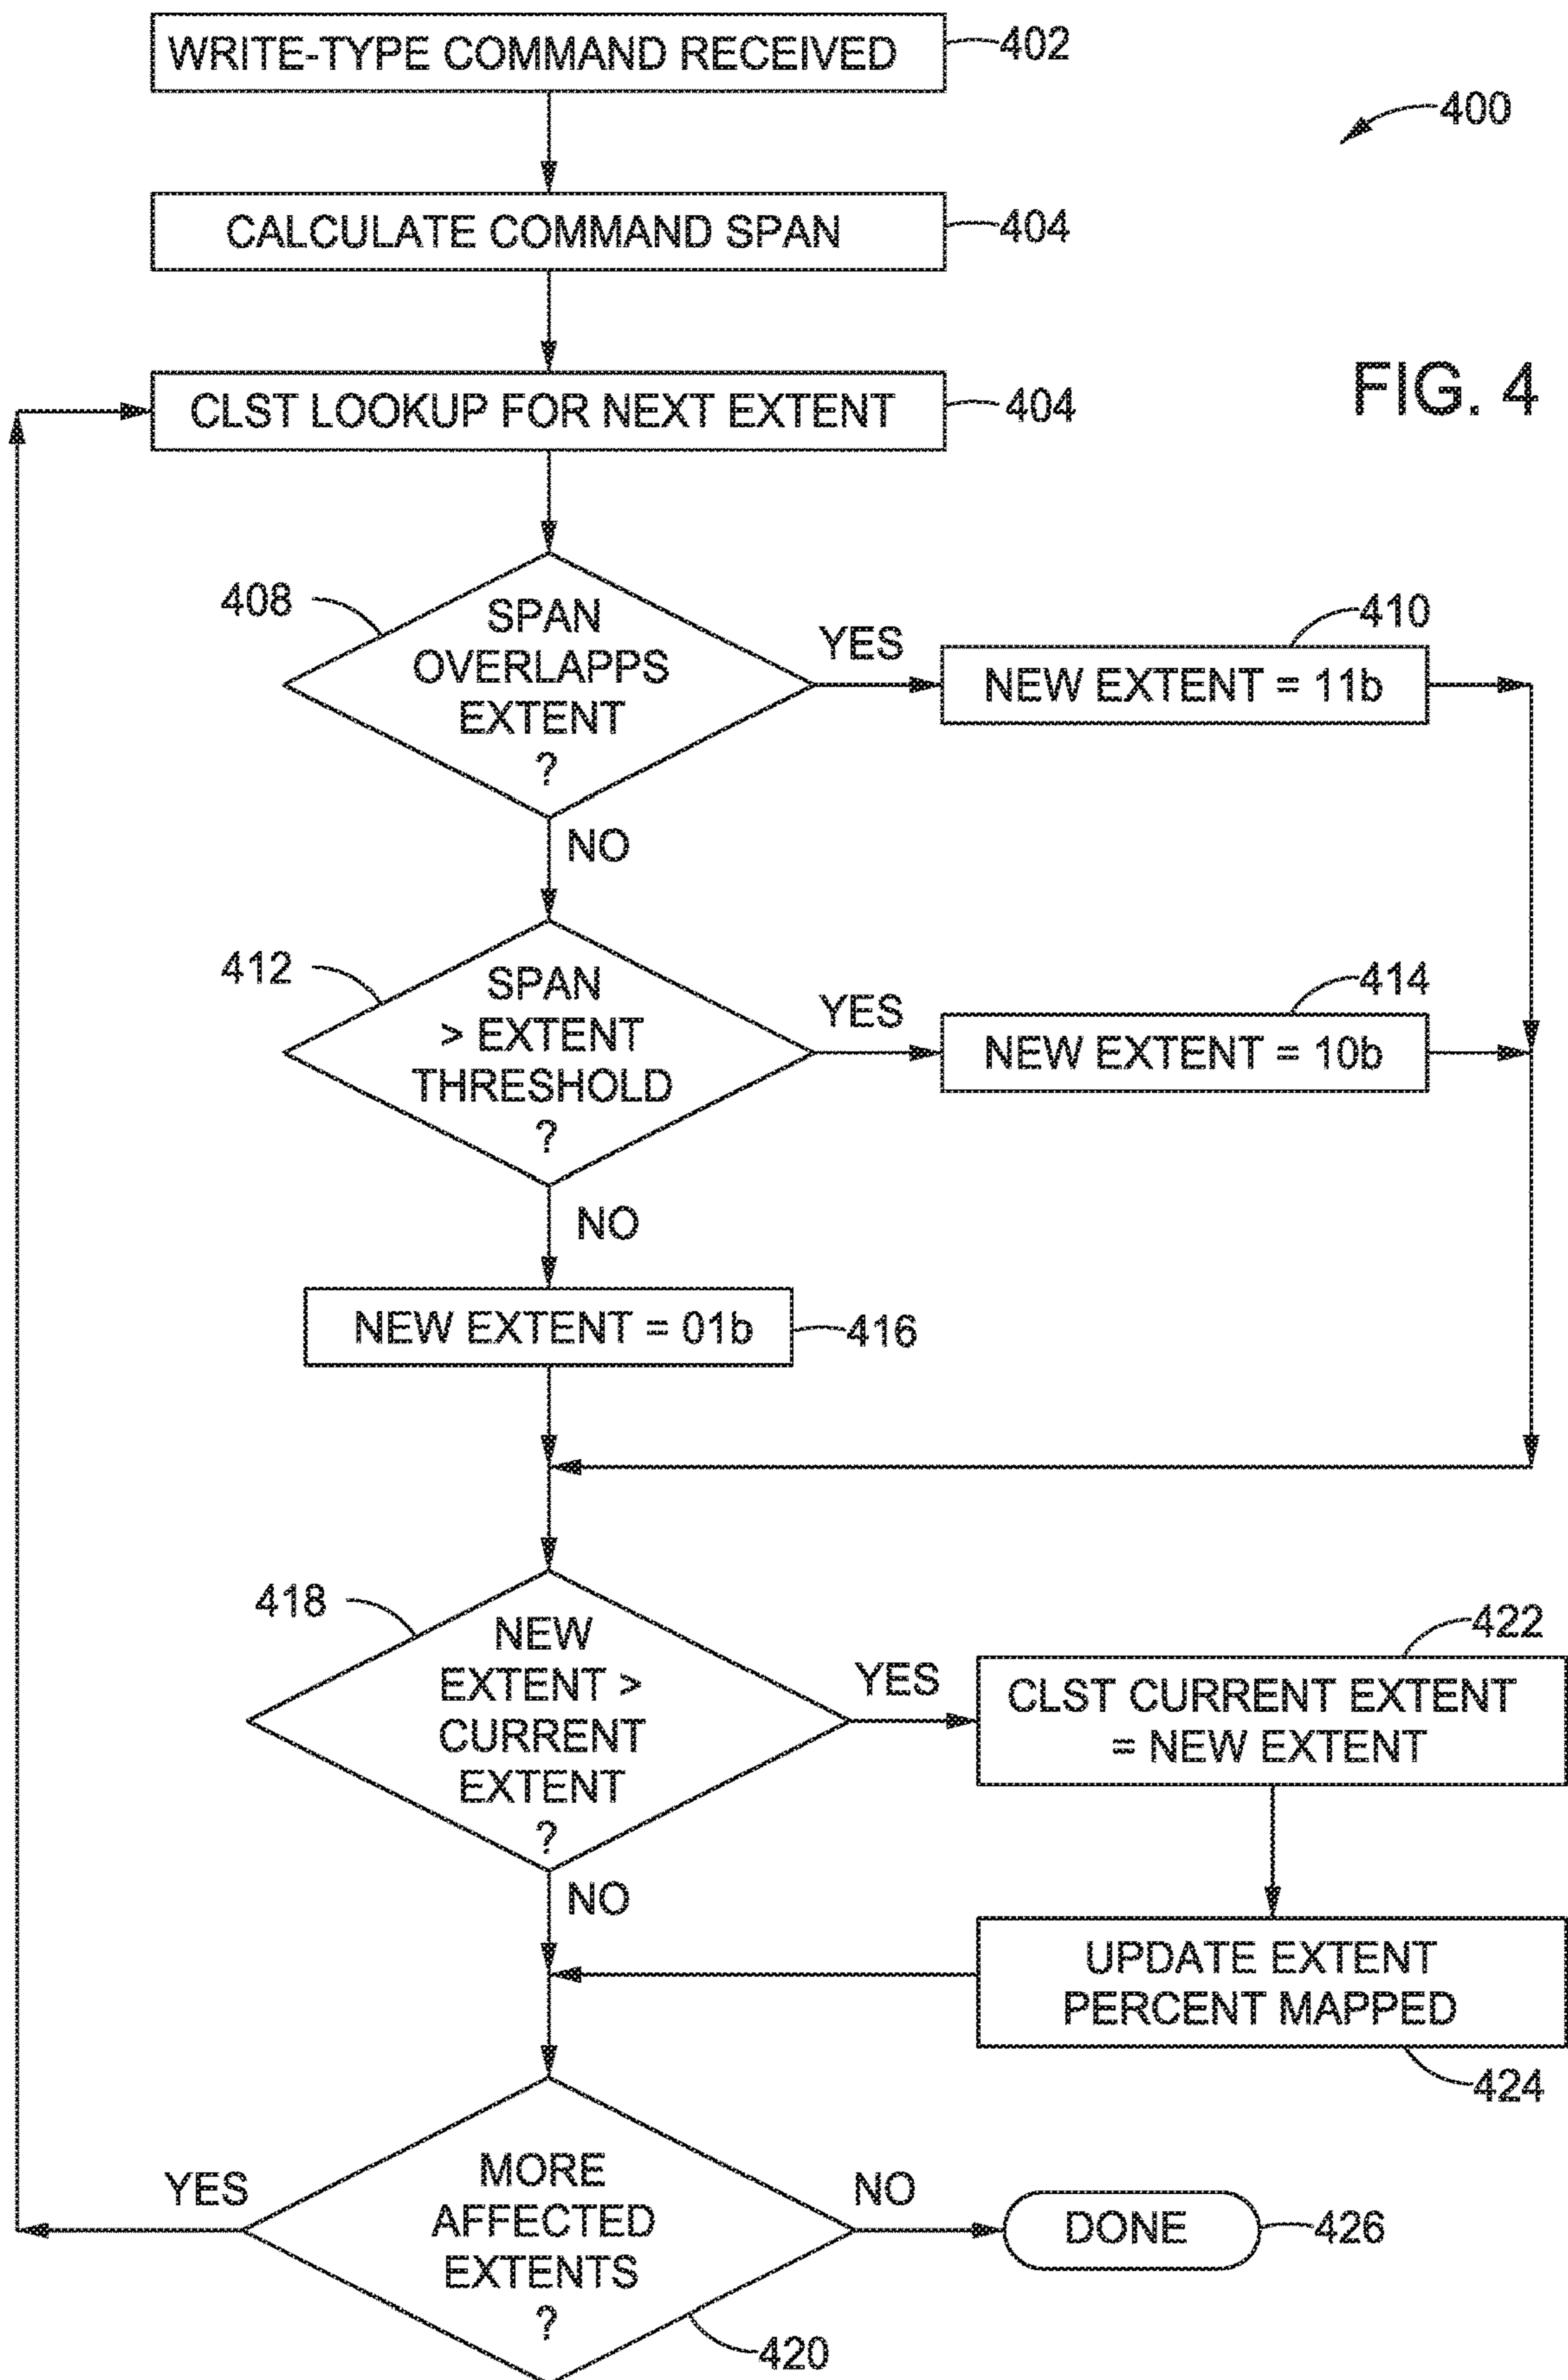 WRITE-TYPE COMMAND RECEIVED
402
400
CALCULATE COMMAND SPAN
404
FIG. 4
CLST LOOKUP FOR NEXT EXTENT
404
408
SPAN
OVERLAPPS
EXTENT
?
YES
410
NEW EXTENT = 11b
NO
412
SPAN
> EXTENT
THRESHOLD
?
YES
414
NEW EXTENT = 10b
NO
NEW EXTENT = 01b
416
418
NEW
EXTENT >
CURRENT
EXTENT
?
YES
422
CLST CURRENT EXTENT
= NEW EXTENT
NO
UPDATE EXTENT
PERCENT MAPPED
424
YES
MORE
AFFECTED
EXTENTS
?
NO
DONE
426
420